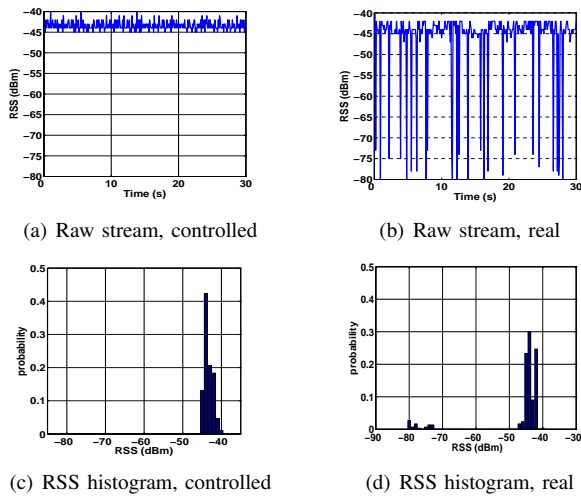 −40
−45
−50
−55
−60
−65
−70
−75
−80
RSS (dBm)
0 10 20 30
Time (s)
(a) Raw stream, controlled
−40
−45
−50
−55
−60
−65
−70
−75
−80
RSS (dBm)
0 10 20 30
Time (s)
(b) Raw stream, real
0.5
0.4
0.3
0.2
0.1
0
probability
−80 −70 −60 −50 −40
RSS (dBm)
(c) RSS histogram, controlled
0.5
0.4
0.3
0.2
0.1
0
probability
−90 −80 −70 −60 −50 −40 −30
RSS (dBm)
(d) RSS histogram, real